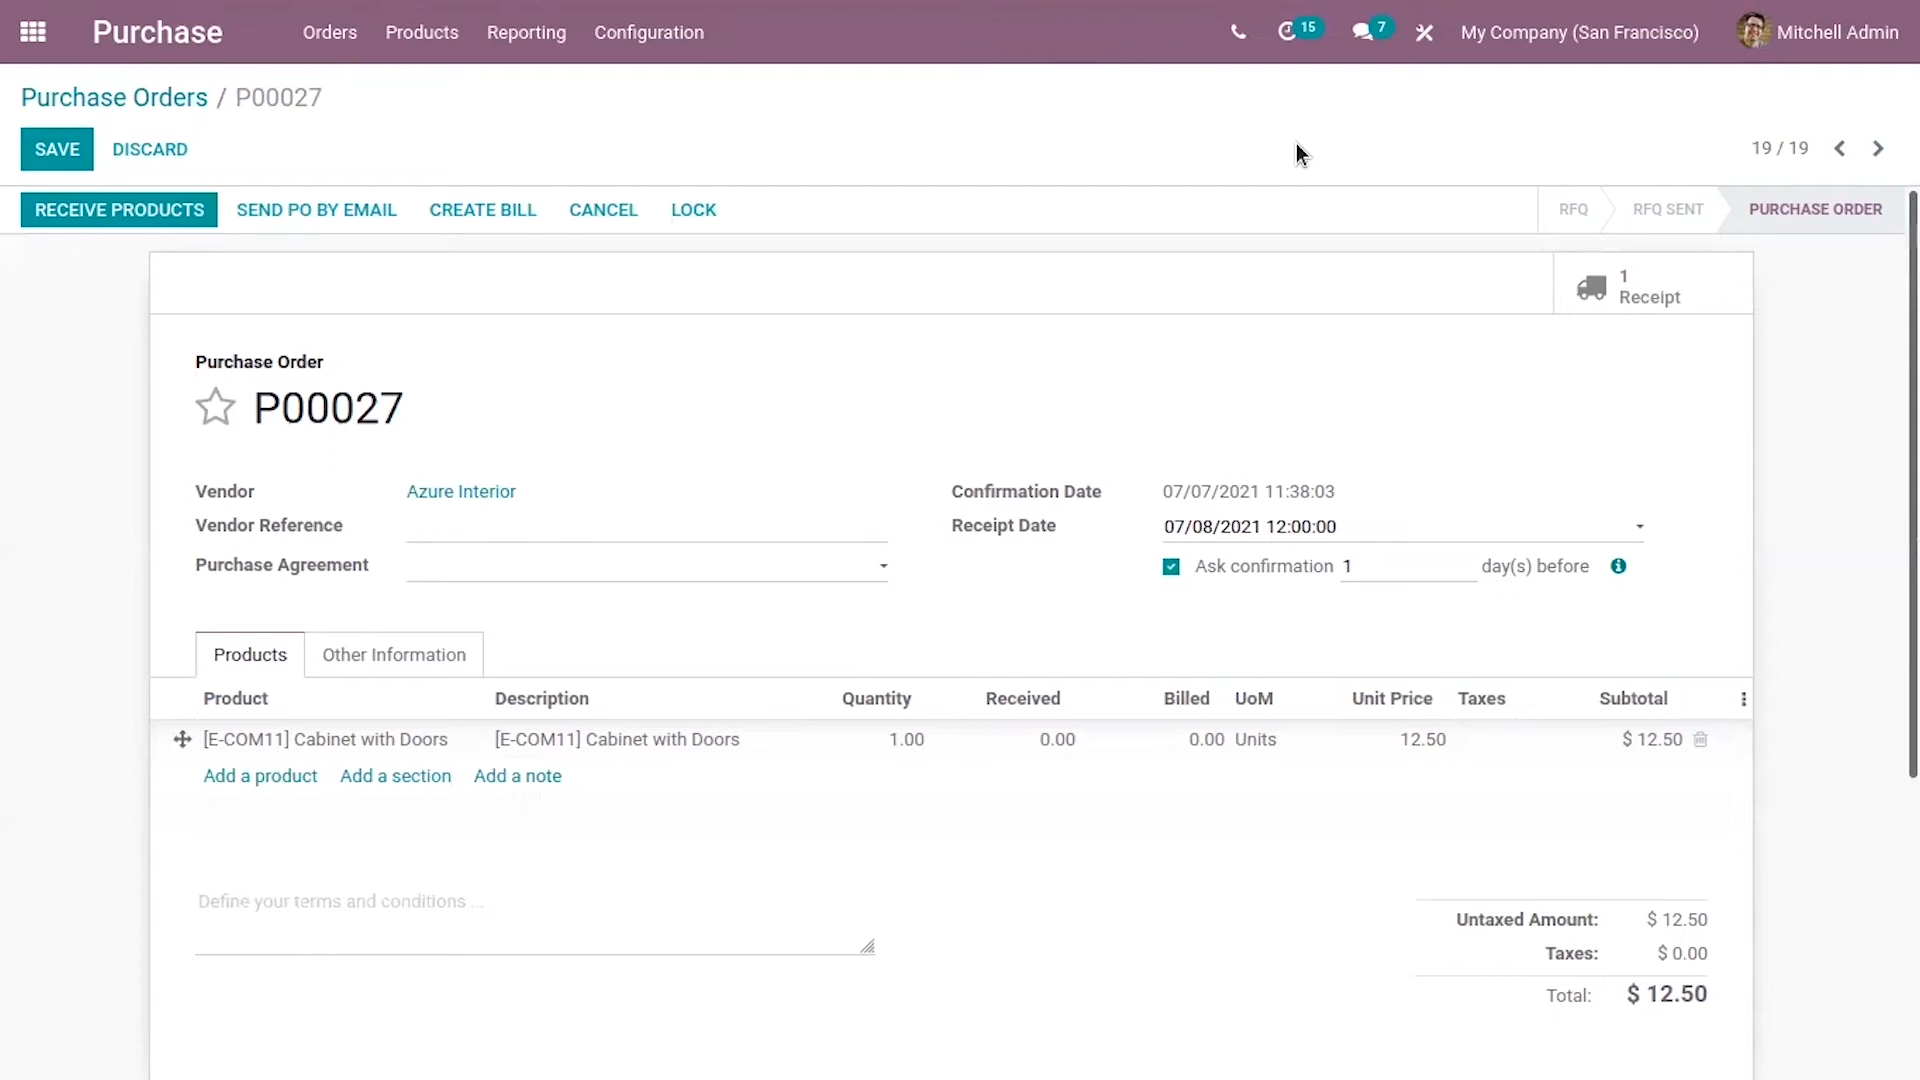 Purchase Orders Products Reporting Configuration 15 7 My Company (San Francisco) Mitchell Admin
Purchase Orders / P00027
SAVE DISCARD 19 / 19
RECEIVE PRODUCTS SEND PO BY EMAIL CREATE BILL CANCEL LOCK RFQ RFQ SENT PURCHASE ORDER
1
Receipt
Purchase Order
P00027
Vendor Azure Interior Confirmation Date 07/07/2021 11:38:03
Vendor Reference Receipt Date 07/08/2021 12:00:00
Purchase Agreement Ask confirmation 1 day(s) before
Products Other Information
Product Description Quantity Received Billed UoM Unit Price Taxes Subtotal
[E-COM11] Cabinet with Doors [E-COM11] Cabinet with Doors 1.00 0.00 0.00 Units 12.50 $ 12.50
Add a product Add a section Add a note
Define your terms and conditions ...
Untaxed Amount: $ 12.50
Taxes: $ 0.00
Total: $ 12.50